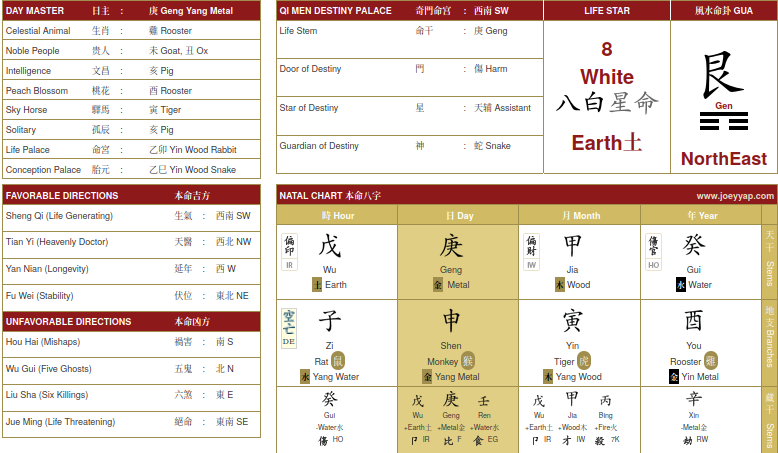 DAY MASTER 日主 : 庚 Geng Yang Metal
Celestial Animal 生肖 : 雞 Rooster
Noble People 贵人 : 未 Goat, 丑 Ox
Intelligence 文昌 : 亥 Pig
Peach Blossom 桃花 : 酉 Rooster
Sky Horse 驛馬 : 寅 Tiger
Solitary 孤辰 : 亥 Pig
Life Palace 命宮 : 乙卯 Yin Wood Rabbit
Conception Palace 胎元 : 乙巳 Yin Wood Snake
QI MEN DESTINY PALACE 奇門命宮 : 西南 SW
Life Stem 命干 : 庚 Geng
Door of Destiny 門 : 傷 Harm
Star of Destiny 星 : 天辅 Assistant
Guardian of Destiny 神 : 蛇 Snake
LIFE STAR
8
White
八白星命
Earth土
風水命卦 GUA
艮
Gen
NorthEast
FAVORABLE DIRECTIONS 本命吉方
Sheng Qi (Life Generating) 生氣 : 西南 SW
Tian Yi (Heavenly Doctor) 天醫 : 西北 NW
Yan Nian (Longevity) 延年 : 西 W
Fu Wei (Stability) 伏位 : 東北 NE
UNFAVORABLE DIRECTIONS 本命凶方
Hou Hai (Mishaps) 禍害 : 南 S
Wu Gui (Five Ghosts) 五鬼 : 北 N
Liu Sha (Six Killings) 六煞 : 東 E
Jue Ming (Life Threatening) 絕命 : 東南 SE
NATAL CHART 本命八字 www.joeyyap.com
時 Hour 日 Day 月 Month 年 Year
偏印 IR 戊 庚 偏財 IW 甲 傷官 HO 癸 天干 Stems
Wu Geng Jia Gui
土 Earth 金 Metal 木 Wood 水 Water
空亡 DE 子 申 寅 酉 地支 Branches
Zi Shen Yin You
Rat 鼠 Monkey 猴 Tiger 虎 Rooster 雞
水 Yang Water 金 Yang Metal 木 Yang Wood 金 Yin Metal
癸 戊 庚 壬 戊 甲 丙 辛 藏干 Stems
Gui Wu Geng Ren Wu Jia Bing Xin
-Water水 +Earth土 +Metal金 +Water水 +Earth土 +Wood木 +Fire火 -Metal金
傷 HO 卩 IR 比 F 食 EG 卩 IR 才 IW 殺 7K 劫 RW